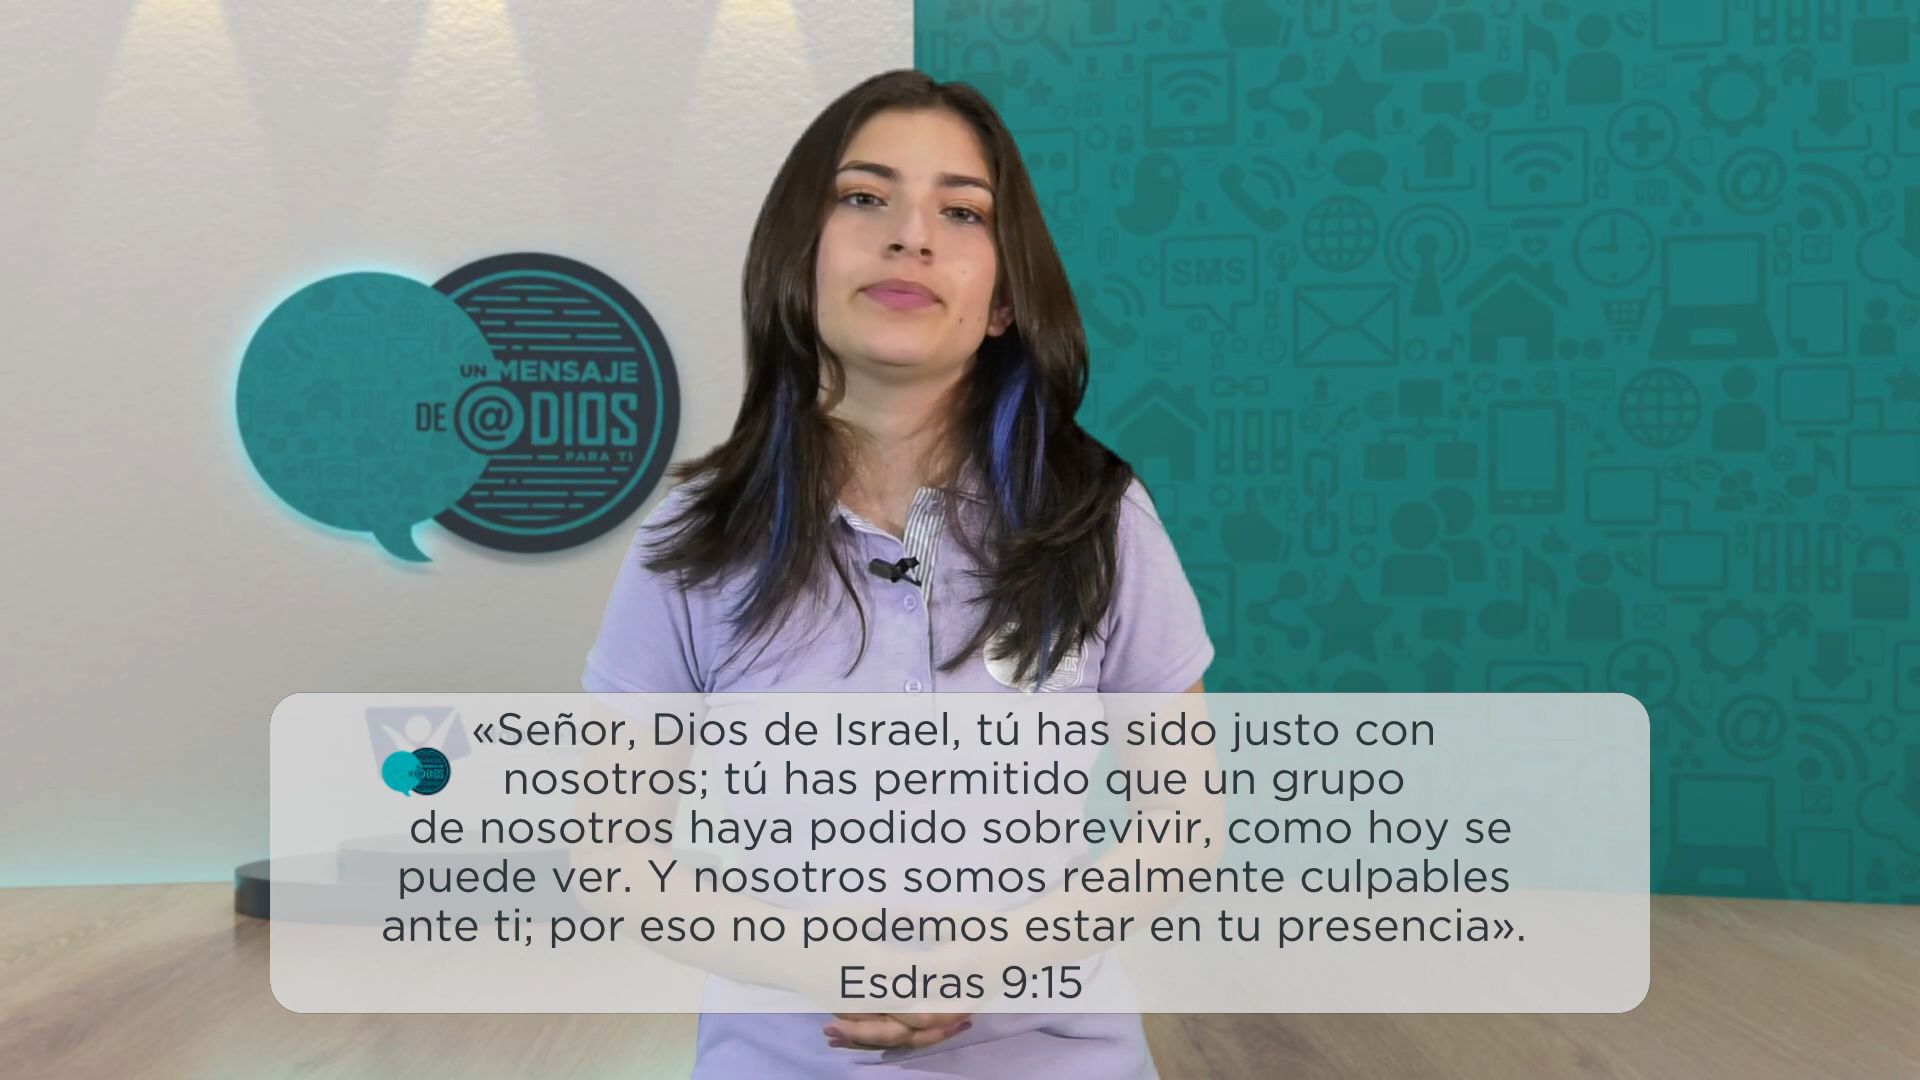 UN MENSAJE
DE @DIOS
PARA TI
SMS
«Señor, Dios de Israel, tú has sido justo con
nosotros; tú has permitido que un grupo
de nosotros haya podido sobrevivir, como hoy se
puede ver. Y nosotros somos realmente culpables
ante ti; por eso no podemos estar en tu presencia».
Esdras 9:15